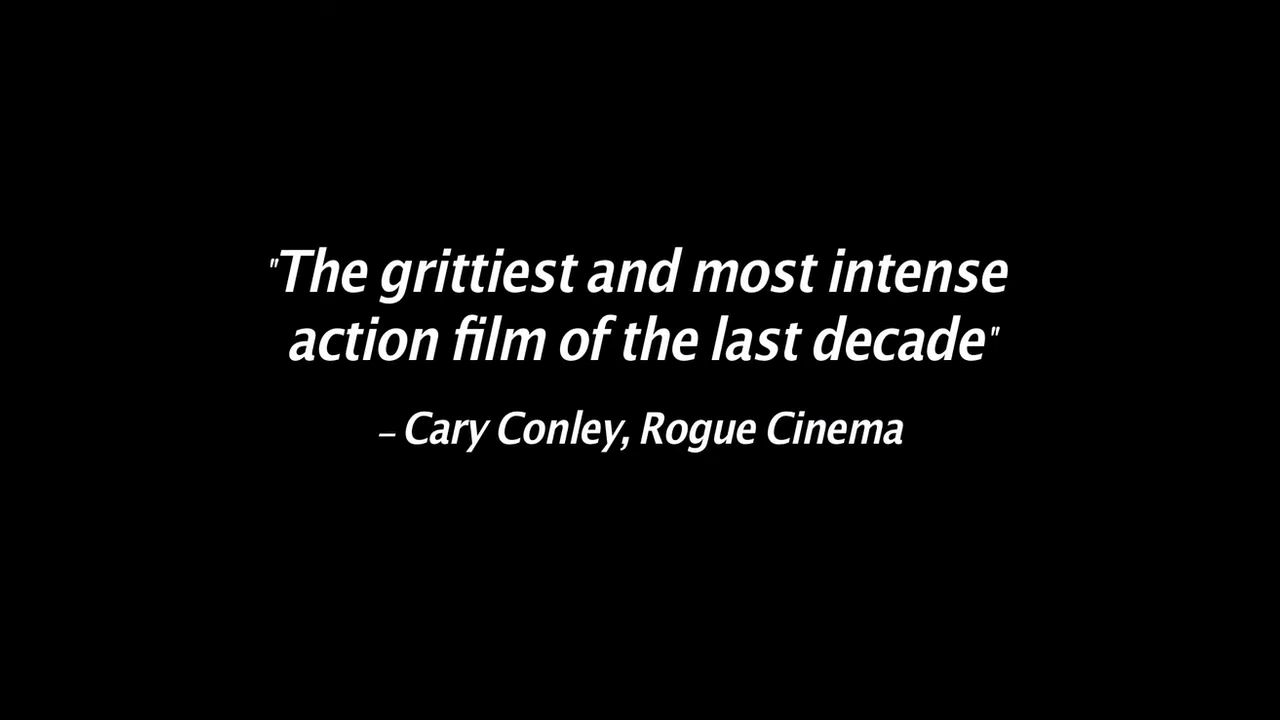 "The grittiest and most intense
action film of the last decade"
– Cary Conley, Rogue Cinema